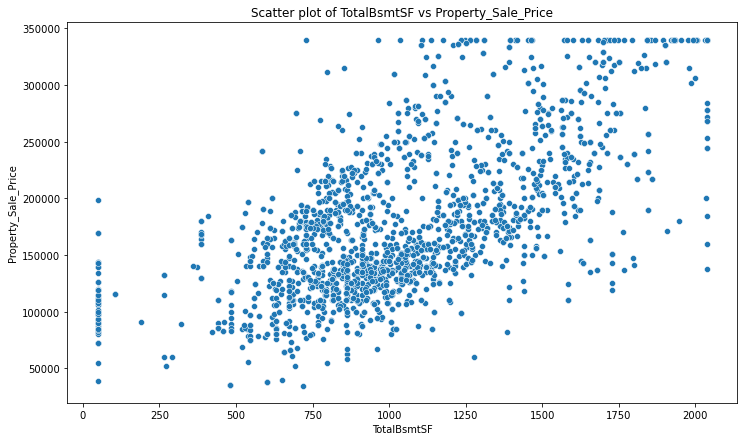 Scatter plot of TotalBsmtSF vs Property_Sale_Price
350000
300000
250000
200000
150000
100000
50000
Property_Sale_Price
0 250 500 750 1000 1250 1500 1750 2000
TotalBsmtSF